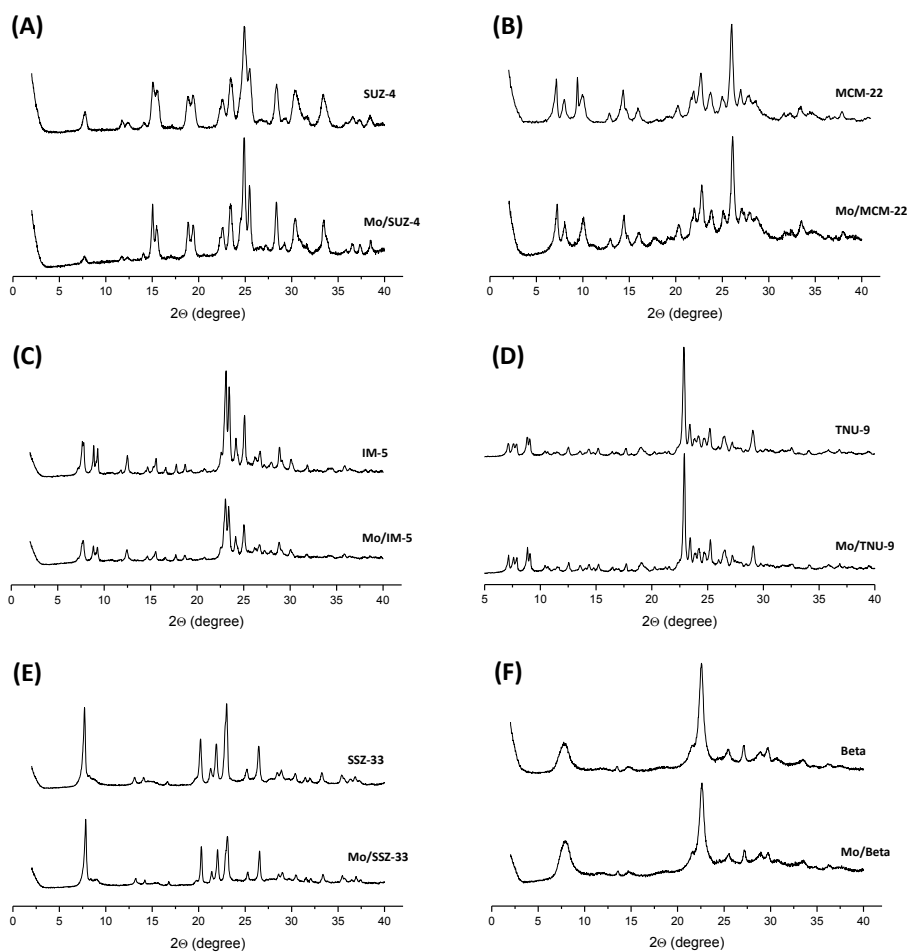 (A)
SUZ-4
Mo/SUZ-4
0 5 10 15 20 25 30 35 40
2Θ (degree)
(B)
MCM-22
Mo/MCM-22
0 5 10 15 20 25 30 35 40
2Θ (degree)
(C)
IM-5
Mo/IM-5
0 5 10 15 20 25 30 35 40
2Θ (degree)
(D)
TNU-9
Mo/TNU-9
5 10 15 20 25 30 35 40
2Θ (degree)
(E)
SSZ-33
Mo/SSZ-33
0 5 10 15 20 25 30 35 40
2Θ (degree)
(F)
Beta
Mo/Beta
0 5 10 15 20 25 30 35 40
2Θ (degree)